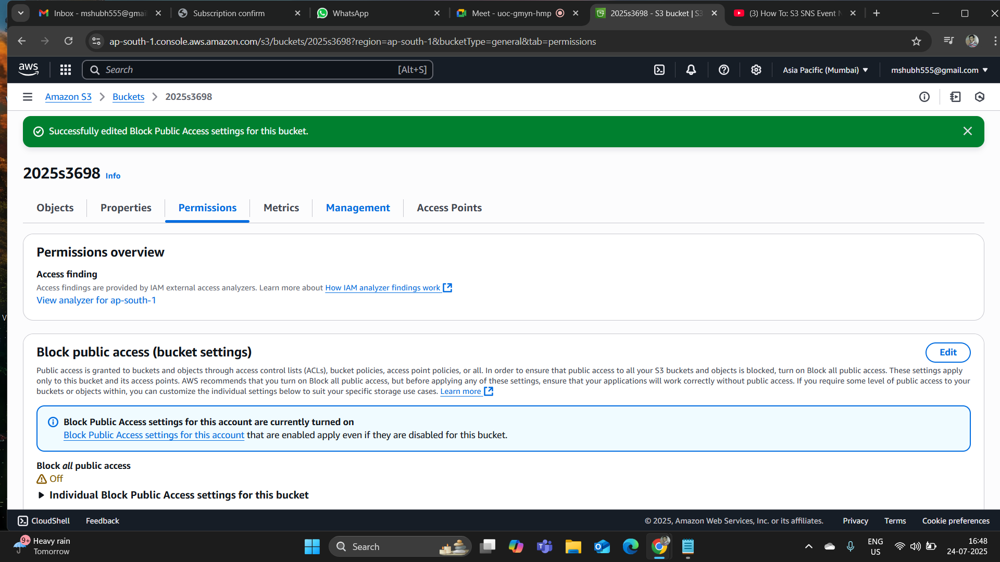 Inbox - mshubh555@gmai
Subscription confirm
WhatsApp
Meet - uoc-gmyn-hmp
2025s3698 - S3 bucket | S3
(3) How To: S3 SNS Event N
ap-south-1.console.aws.amazon.com/s3/buckets/2025s3698?region=ap-south-1&bucketType=general&tab=permissions
aws
Search
[Alt+S]
Asia Pacific (Mumbai)
mshubh555@gmail.com
Amazon S3 > Buckets > 2025s3698
Successfully edited Block Public Access settings for this bucket.
2025s3698 Info
Objects
Properties
Permissions
Metrics
Management
Access Points
Permissions overview
Access finding
Access findings are provided by IAM external access analyzers. Learn more about How IAM analyzer findings work
View analyzer for ap-south-1
Block public access (bucket settings)
Edit
Public access is granted to buckets and objects through access control lists (ACLs), bucket policies, access point policies, or all. In order to ensure that public access to all your S3 buckets and objects is blocked, turn on Block all public access. These settings apply
only to this bucket and its access points. AWS recommends that you turn on Block all public access, but before applying any of these settings, ensure that your applications will work correctly without public access. If you require some level of public access to your
buckets or objects within, you can customize the individual settings below to suit your specific storage use cases. Learn more
Block Public Access settings for this account are currently turned on
Block Public Access settings for this account that are enabled apply even if they are disabled for this bucket.
Block all public access
Off
Individual Block Public Access settings for this bucket
CloudShell
Feedback
© 2025, Amazon Web Services, Inc. or its affiliates.
Privacy
Terms
Cookie preferences
9+
Heavy rain
Tomorrow
Search
ENG
US
16:48
24-07-2025